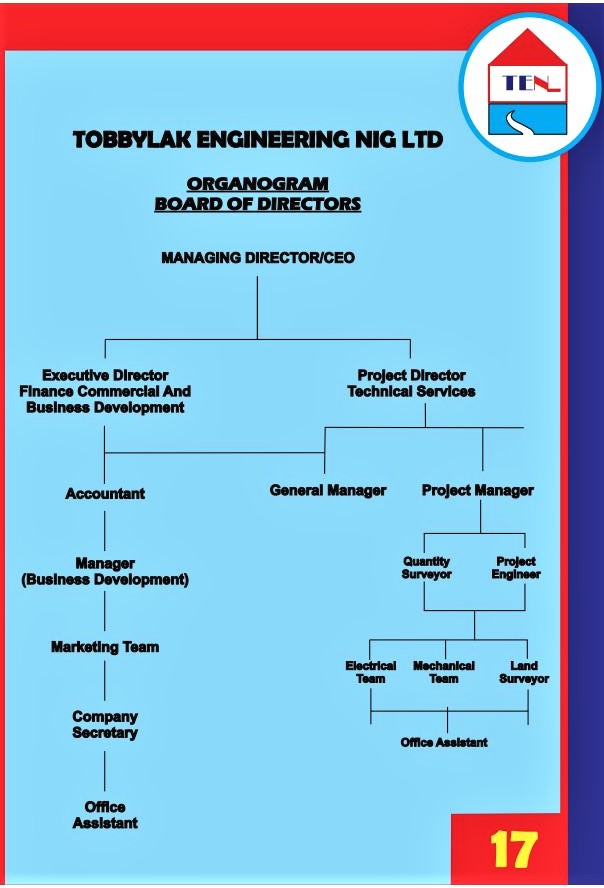 TENL
TOBBYLAK ENGINEERING NIG LTD
ORGANOGRAM
BOARD OF DIRECTORS
MANAGING DIRECTOR/CEO
Executive Director
Finance Commercial And
Business Development
Project Director
Technical Services
Accountant
General Manager
Project Manager
Manager
(Business Development)
Quantity
Surveyor
Project
Engineer
Marketing Team
Electrical
Team
Mechanical
Team
Land
Surveyor
Company
Secretary
Office Assistant
Office
Assistant
17